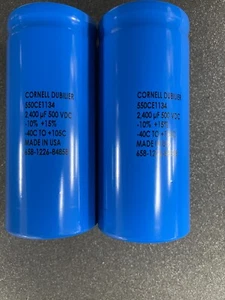 CORNELL DUBILIER
550CE1134
2,400 µF 500 VDC
-10% +15%
-40C TO +105C
MADE IN USA
CORNELL DUBILIER
550CE1134
2,400 µF 500 VDC
-10% +15%
-40C TO +105C
MADE IN